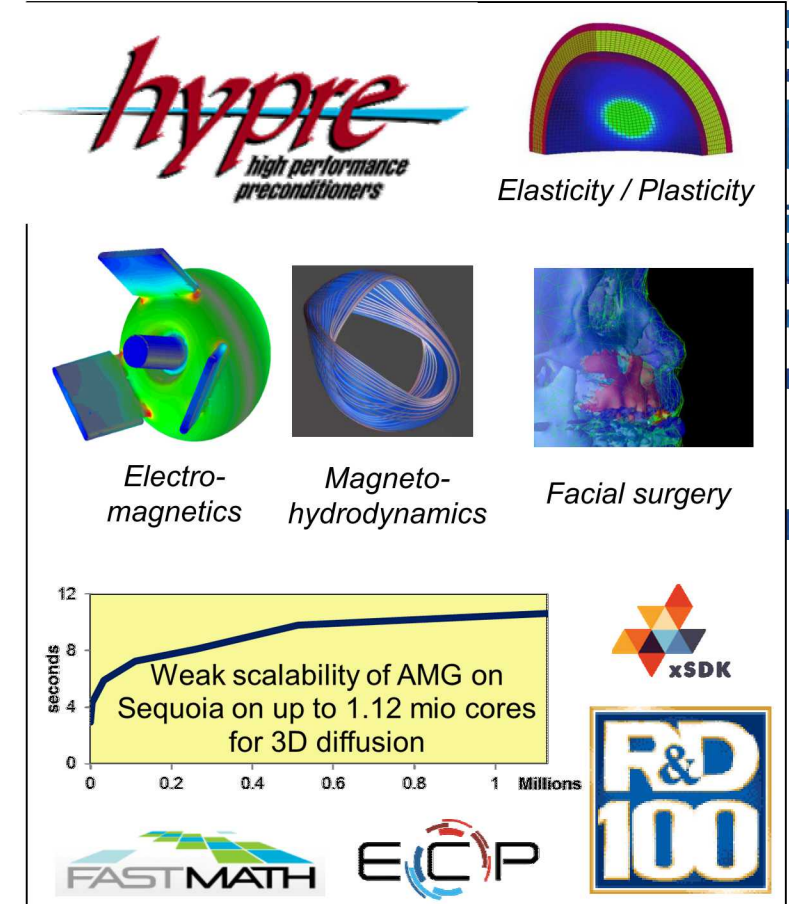 hypre
high performance
preconditioners
Elasticity / Plasticity
Electro-
magnetics
Magneto-
hydrodynamics
Facial surgery
12
8
4
0
seconds
Weak scalability of AMG on
Sequoia on up to 1.12 mio cores
for 3D diffusion
0 0.2 0.4 0.6 0.8 1 Millions
xSDK
R&D
100
FASTMATH
ECP